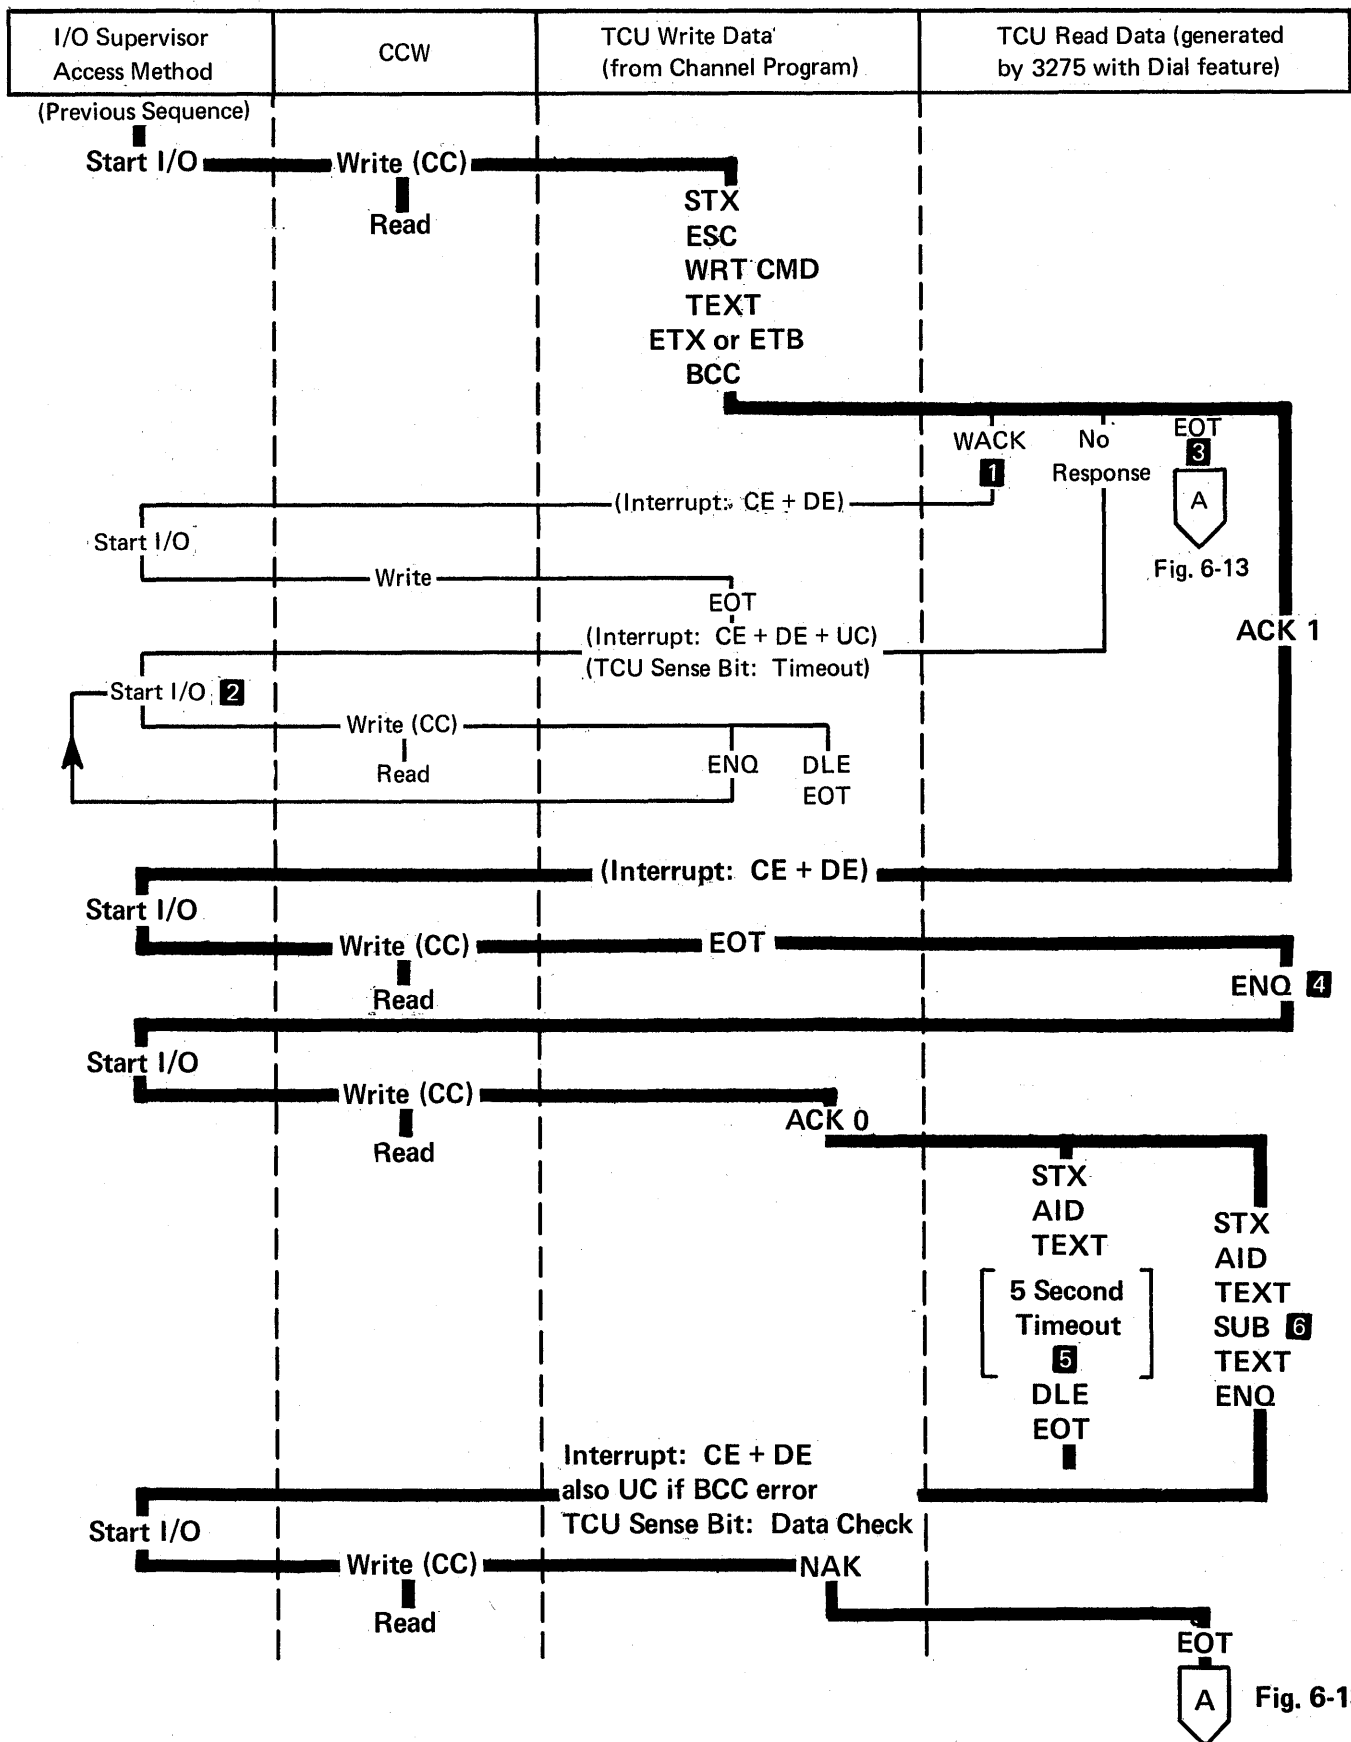 I/O Supervisor
Access Method
CCW
TCU Write Data
(from Channel Program)
TCU Read Data (generated
by 3275 with Dial feature)
(Previous Sequence)
Start I/O
Write (CC)
Read
STX
ESC
WRT CMD
TEXT
ETX or ETB
BCC
WACK
1
No
Response
EOT
3
A
Fig. 6-13
(Interrupt: CE + DE)
Start I/O
Write
EOT
(Interrupt: CE + DE + UC)
(TCU Sense Bit: Timeout)
ACK 1
Start I/O 2
Write (CC)
Read
ENQ
DLE
EOT
(Interrupt: CE + DE)
Start I/O
Write (CC)
EOT
Read
ENQ 4
Start I/O
Write (CC)
ACK 0
Read
STX
AID
TEXT
5 Second
Timeout
5
DLE
EOT
STX
AID
TEXT
SUB 6
TEXT
ENQ
Interrupt: CE + DE
also UC if BCC error
TCU Sense Bit: Data Check
Start I/O
Write (CC)
NAK
Read
EOT
A
Fig. 6-1